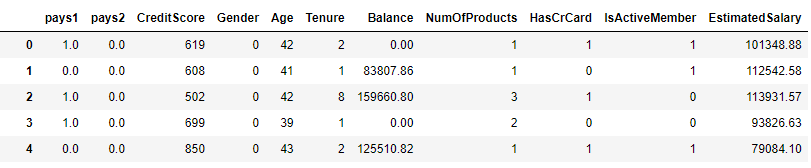 pays1 pays2 CreditScore Gender Age Tenure Balance NumOfProducts HasCrCard IsActiveMember EstimatedSalary
0 1.0 0.0 619 0 42 2 0.00 1 1 1 101348.88
1 0.0 0.0 608 0 41 1 83807.86 1 0 1 112542.58
2 1.0 0.0 502 0 42 8 159660.80 3 1 0 113931.57
3 1.0 0.0 699 0 39 1 0.00 2 0 0 93826.63
4 0.0 0.0 850 0 43 2 125510.82 1 1 1 79084.10